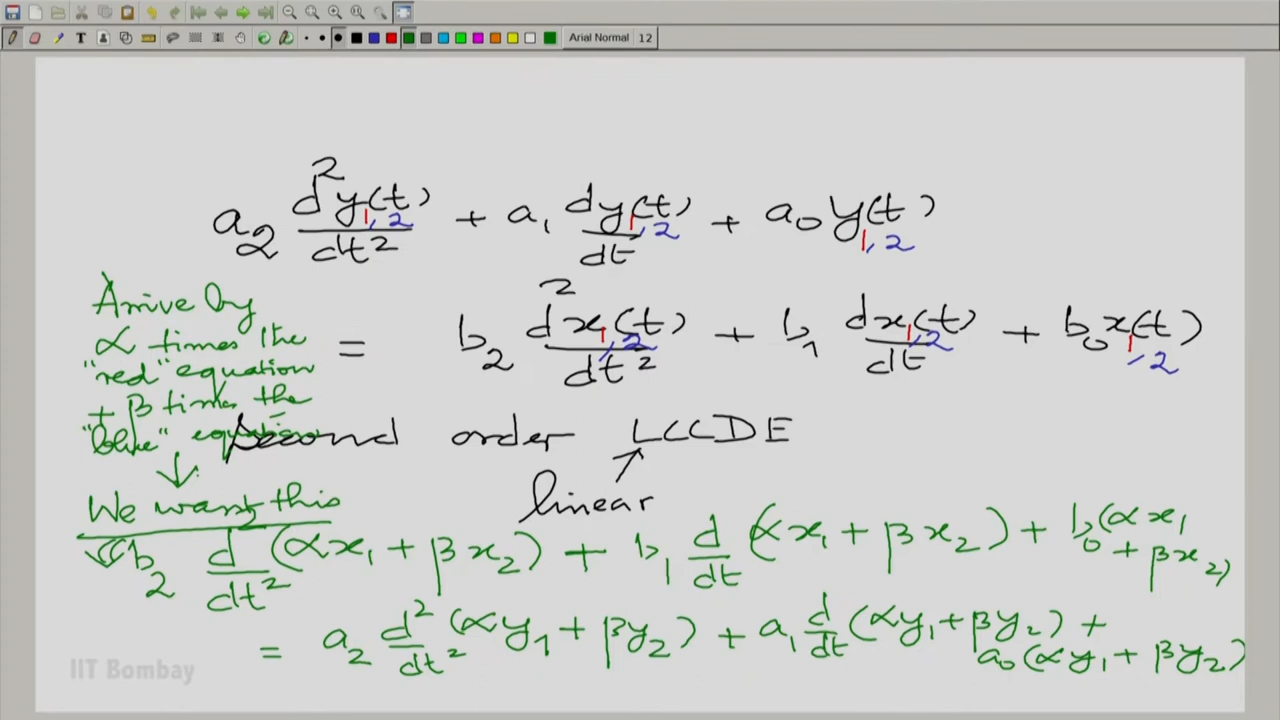 Arial Normal 12
a₂ d²y₁,₂(t)/dt² + a₁ dy₁,₂(t)/dt + a₀ y₁,₂(t)
= b₂ d²x₁,₂(t)/dt² + b₁ dx₁,₂(t)/dt + b₀x₁,₂(t)
Arrive by
α times the
"red" equation
+ β times the
"blue" equation
Second order LCCDE
linear
We want this
b₂ d²/dt² (αx₁ + βx₂) + b₁ d/dt (αx₁ + βx₂) + b₀(αx₁ + βx₂)
= a₂ d²/dt² (αy₁ + βy₂) + a₁ d/dt (αy₁ + βy₂) + a₀(αy₁ + βy₂)
IIT Bombay